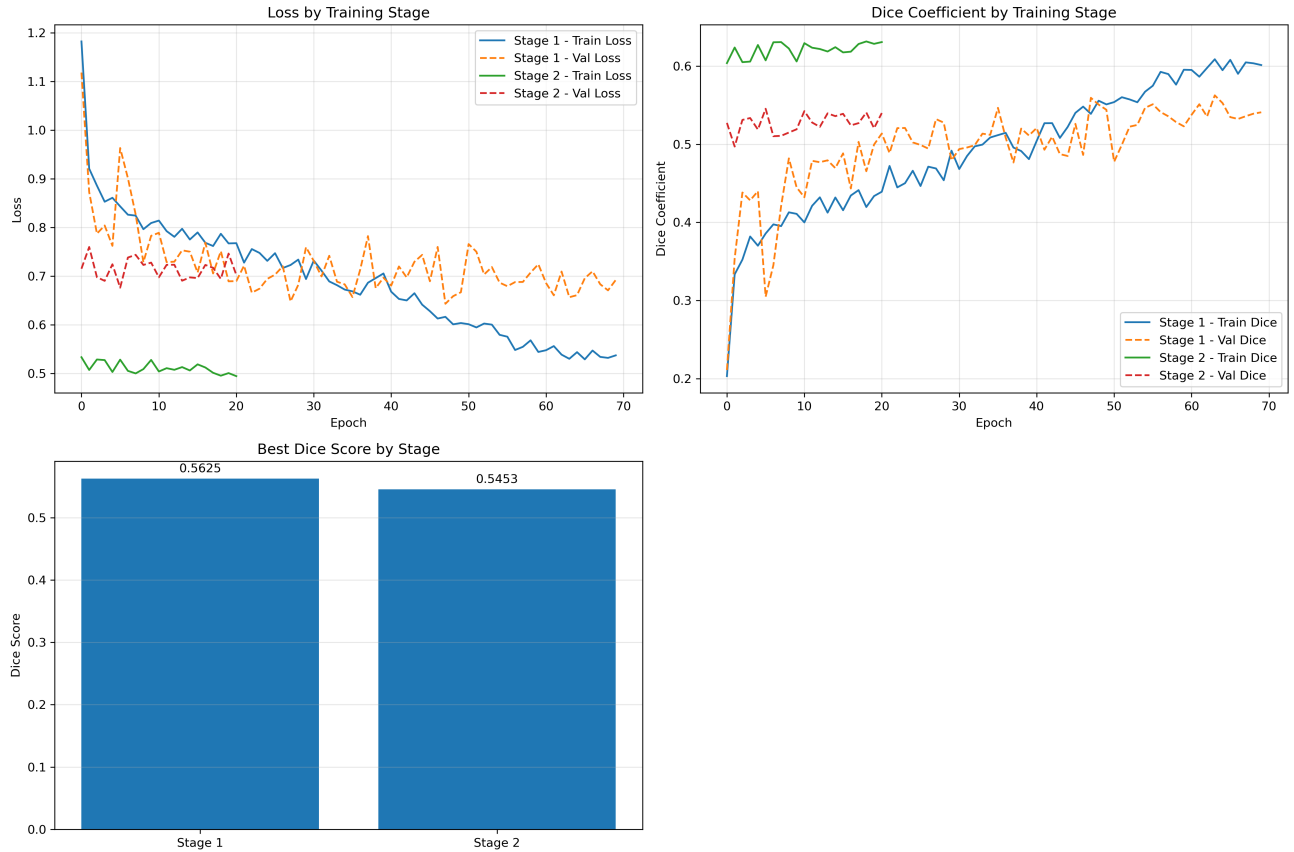 Loss by Training Stage
1.2
1.1
1.0
0.9
0.8
0.7
0.6
0.5
Loss
0 10 20 30 40 50 60 70
Epoch
Stage 1 - Train Loss
Stage 1 - Val Loss
Stage 2 - Train Loss
Stage 2 - Val Loss
Dice Coefficient by Training Stage
0.6
0.5
0.4
0.3
0.2
Dice Coefficient
0 10 20 30 40 50 60 70
Epoch
Stage 1 - Train Dice
Stage 1 - Val Dice
Stage 2 - Train Dice
Stage 2 - Val Dice
Best Dice Score by Stage
0.5625
0.5453
0.5
0.4
0.3
0.2
0.1
0.0
Dice Score
Stage 1 Stage 2